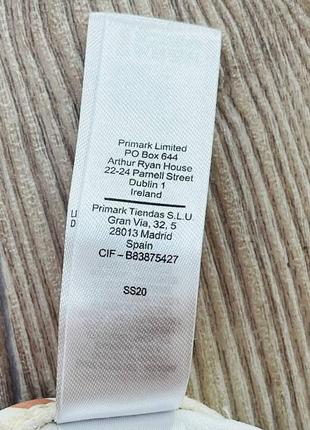 Primark Limited
PO Box 644
Arthur Ryan House
22-24 Parnell Street
Dublin 1
Ireland
Primark Tiendas S.L.U
Gran Via, 32, 5
28013 Madrid
Spain
CIF – B83875427
SS20